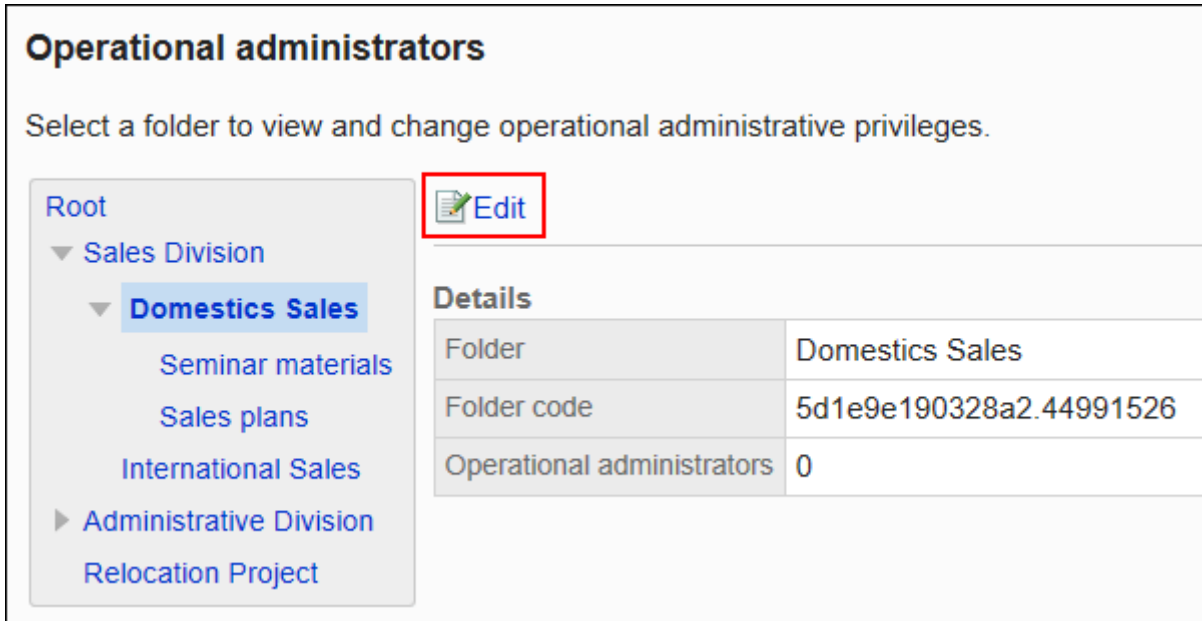 Operational administrators
Select a folder to view and change operational administrative privileges.
Root
Sales Division
Domestics Sales
Seminar materials
Sales plans
International Sales
Administrative Division
Relocation Project
Edit
Details
Folder Domestics Sales
Folder code 5d1e9e190328a2.44991526
Operational administrators 0